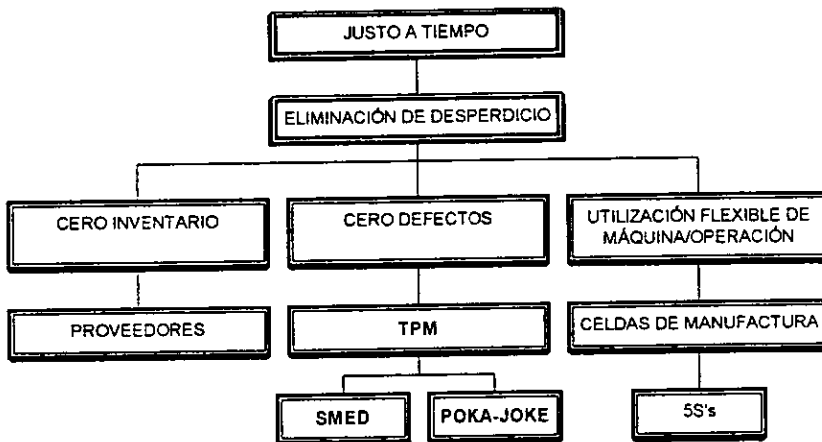 JUSTO A TIEMPO
ELIMINACIÓN DE DESPERDICIO
CERO INVENTARIO
CERO DEFECTOS
UTILIZACIÓN FLEXIBLE DE
MÁQUINA/OPERACIÓN
PROVEEDORES
TPM
CELDAS DE MANUFACTURA
SMED
POKA-JOKE
5S's